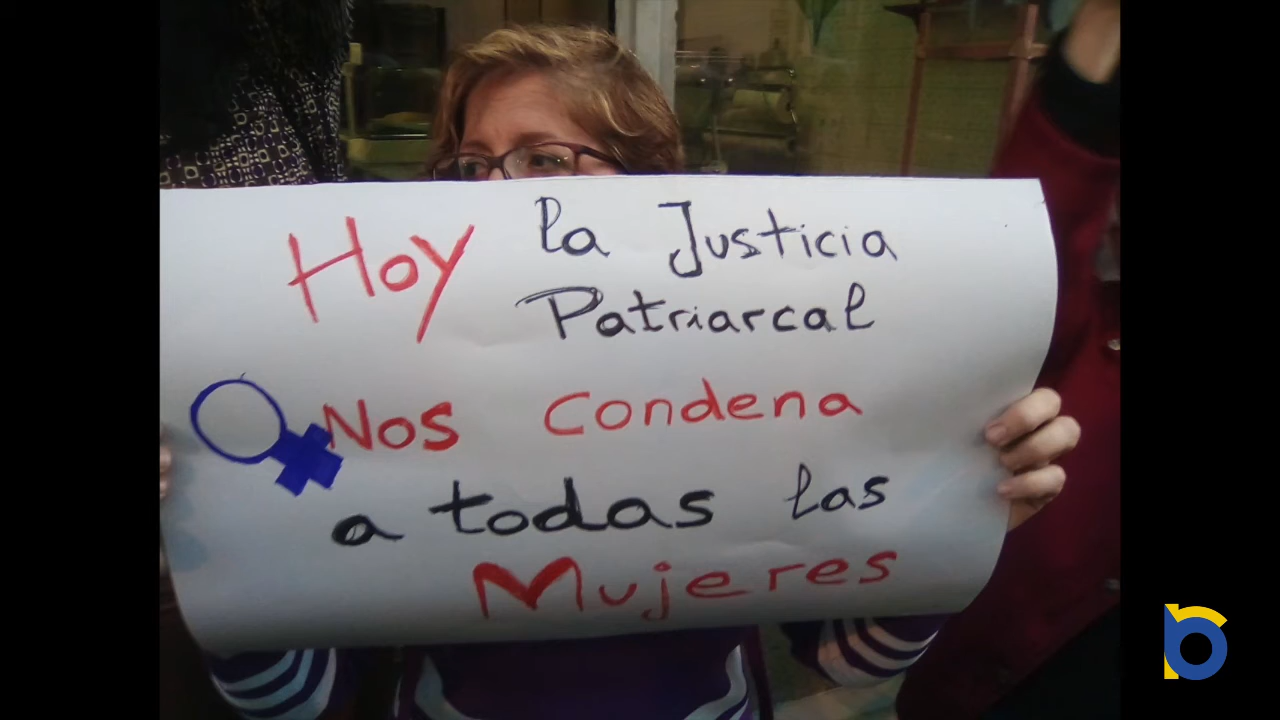 Hoy la Justicia
Patriarcal
Nos Condena
a todas las
Mujeres